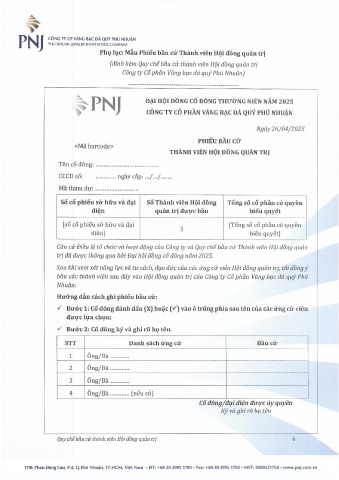 PNJ
CÔNG TY CỔ PHẦN VÀNG BẠC ĐÁ QUÝ PHÚ NHUẬN
PHU NHUAN JEWELRY JOINT STOCK COMPANY
Phụ lục: Mẫu Phiếu bầu cử Thành viên Hội đồng quản trị
(đính kèm Quy chế bầu cử thành viên Hội đồng quản trị
Công ty Cổ phần Vàng bạc đá quý Phú Nhuận)
PNJ
ĐẠI HỘI ĐỒNG CỔ ĐÔNG THƯỜNG NIÊN NĂM 2025
CÔNG TY CỔ PHẦN VÀNG BẠC ĐÁ QUÝ PHÚ NHUẬN
Ngày 26/04/2025
<Mã barcode>
PHIẾU BẦU CỬ
THÀNH VIÊN HỘI ĐỒNG QUẢN TRỊ
Tên cổ đông: ............................
CCCD số: ............ ngày cấp: .../.../......
Mã tham dự: ........................
Số cổ phiếu sở hữu và đại diện
Số Thành viên Hội đồng quản trị được bầu
Tổng số cổ phần có quyền biểu quyết
[số cổ phiếu sở hữu và đại diện]
3
[Tổng số cổ phần có quyền biểu quyết]
Căn cứ Điều lệ tổ chức và hoạt động của Công ty và Quy chế bầu cử Thành viên Hội đồng quản
trị đã được thông qua bởi Đại hội đồng cổ đông năm 2025.
Sau khi xem xét năng lực và tư cách, đạo đức của các ứng cử viên Hội đồng quản trị, tôi đồng ý
bầu các thành viên sau đây vào Hội đồng quản trị của Công ty Cổ phần Vàng bạc đá quý Phú
Nhuận:
Hướng dẫn cách ghi phiếu bầu cử:
✓ Bước 1: Cổ đông đánh dấu (X) hoặc (✓) vào ô trống phía sau tên của các ứng cử viên
được lựa chọn;
✓ Bước 2: Cổ đông ký và ghi rõ họ tên.
STT Danh sách ứng cử Bầu cử
1 Ông/Bà ............
2 Ông/Bà ............
3 Ông/Bà ............
4 Ông/Bà ............ (nếu có)
Cổ đông/đại diện được ủy quyền
Ký và ghi rõ họ tên
Quy chế bầu cử thành viên Hội đồng quản trị 6
170E Phan Đăng Lưu, P.4, Q.Phú Nhuận, TP.HCM, Việt Nam - ĐT: +84 28 3995 1703 - Fax: +84 28 3995 1702 - MST: 0300521758 - www.pnj.com.vn